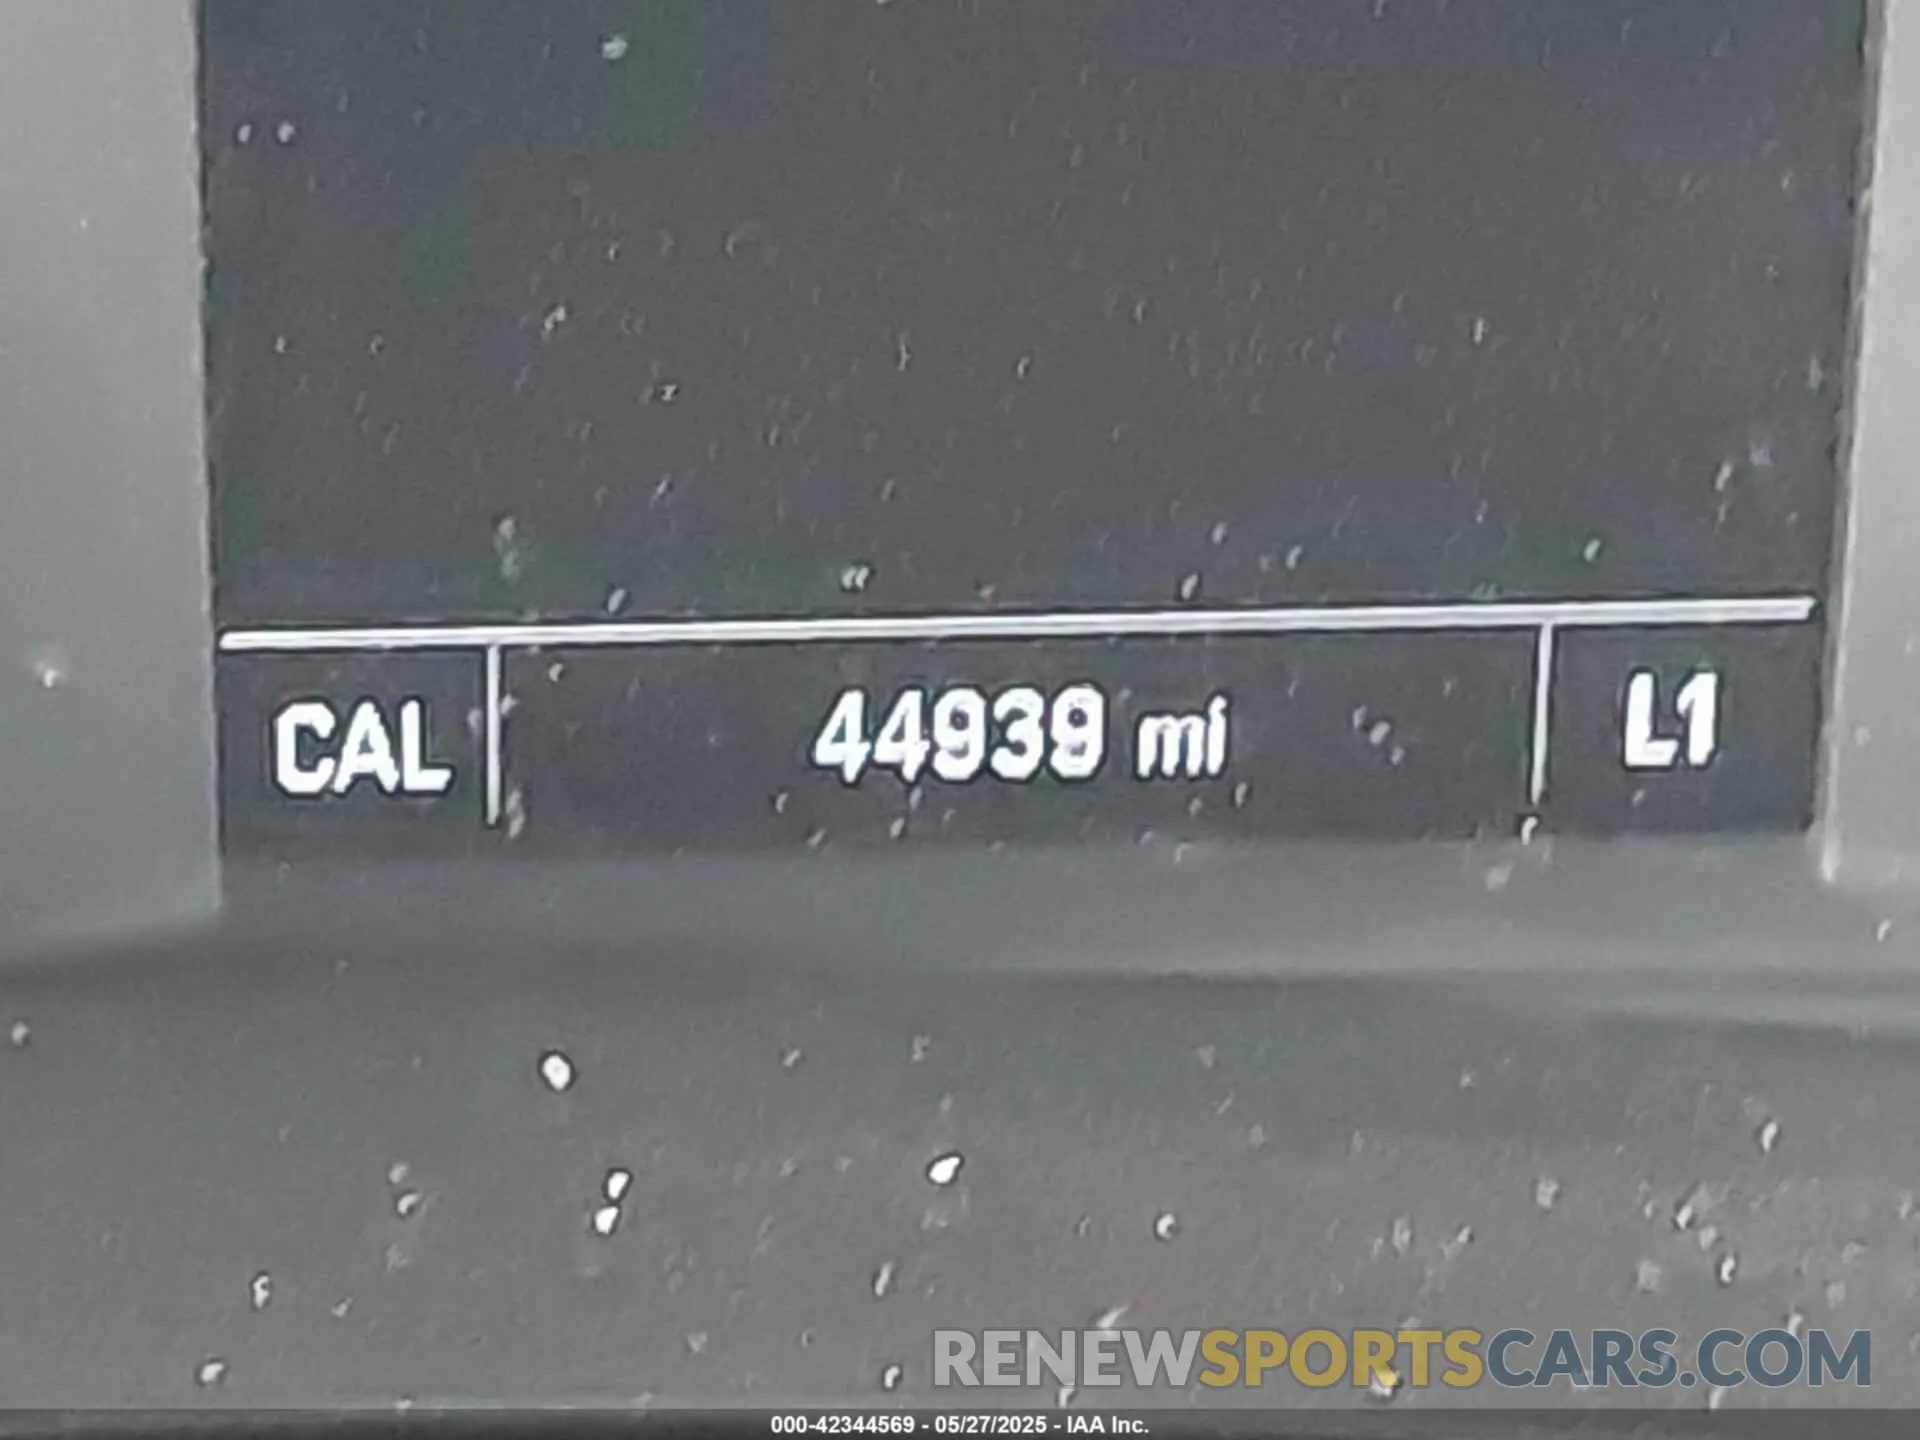 CAL 44939 mi L1
RENEWSPORTSCARS.COM
000-42344569 - 05/27/2025 - IAA Inc.